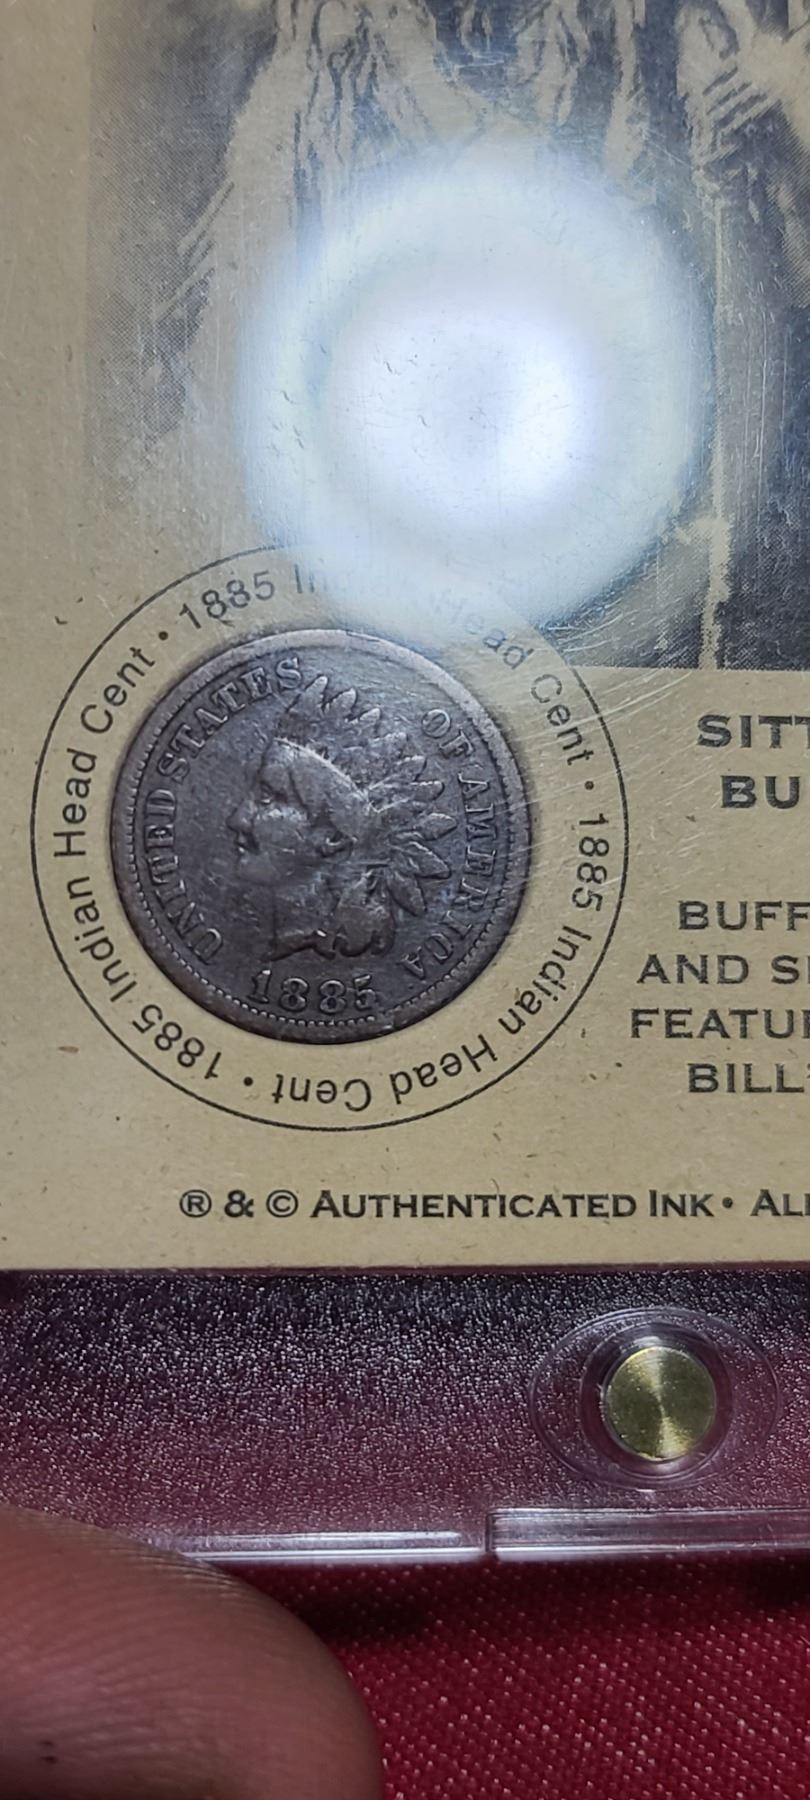 1885 Indian Head Cent • 1885 Indian Head Cent • 1885 Indian Head Cent •
UNITED STATES OF AMERICA
1885
SITT
BU
BUFF
AND S
FEATU
BILL'
® & © AUTHENTICATED INK • AL